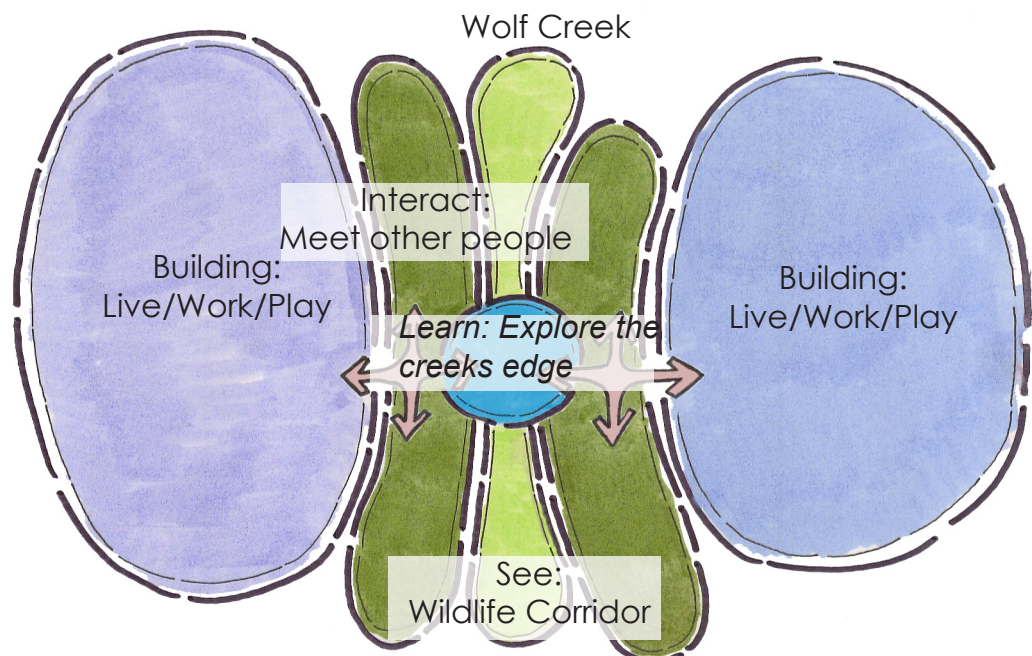 Wolf Creek
Interact:
Meet other people
Building:
Live/Work/Play
Building:
Live/Work/Play
Learn: Explore the
creeks edge
See:
Wildlife Corridor